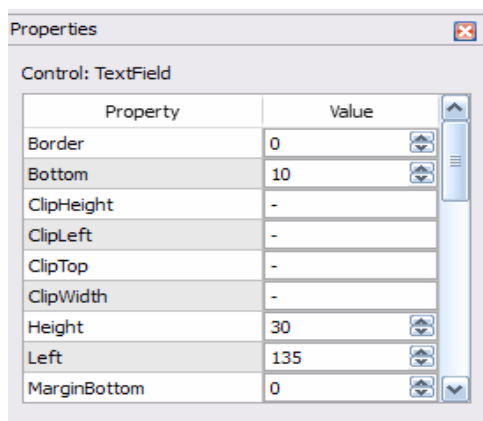 Properties
Control: TextField
Property Value
Border 0
Bottom 10
ClipHeight -
ClipLeft -
ClipTop -
ClipWidth -
Height 30
Left 135
MarginBottom 0